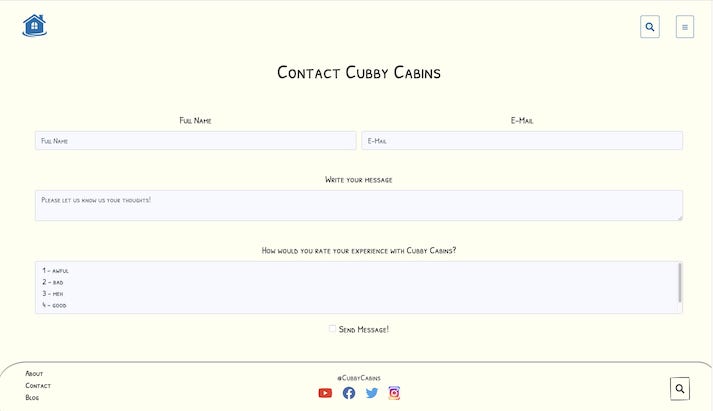 Contact Cubby Cabins
Full Name
E-Mail
Full Name
E-Mail
Write your message
Please let us know us your thoughts!
How would you rate your experience with Cubby Cabins?
1 - awful
2 - bad
3 - meh
4 - good
Send Message!
About
Contact
Blog
@CubbyCabins